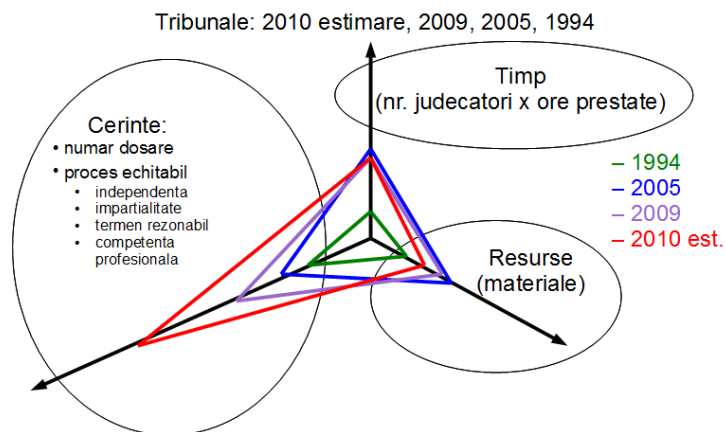 Tribunale: 2010 estimare, 2009, 2005, 1994
Timp
(nr. judecatori x ore prestate)
Cerinte:
• numar dosare
• proces echitabil
• independenta
• impartialitate
• termen rezonabil
• competenta
profesionala
– 1994
– 2005
– 2009
– 2010 est.
Resurse
(materiale)